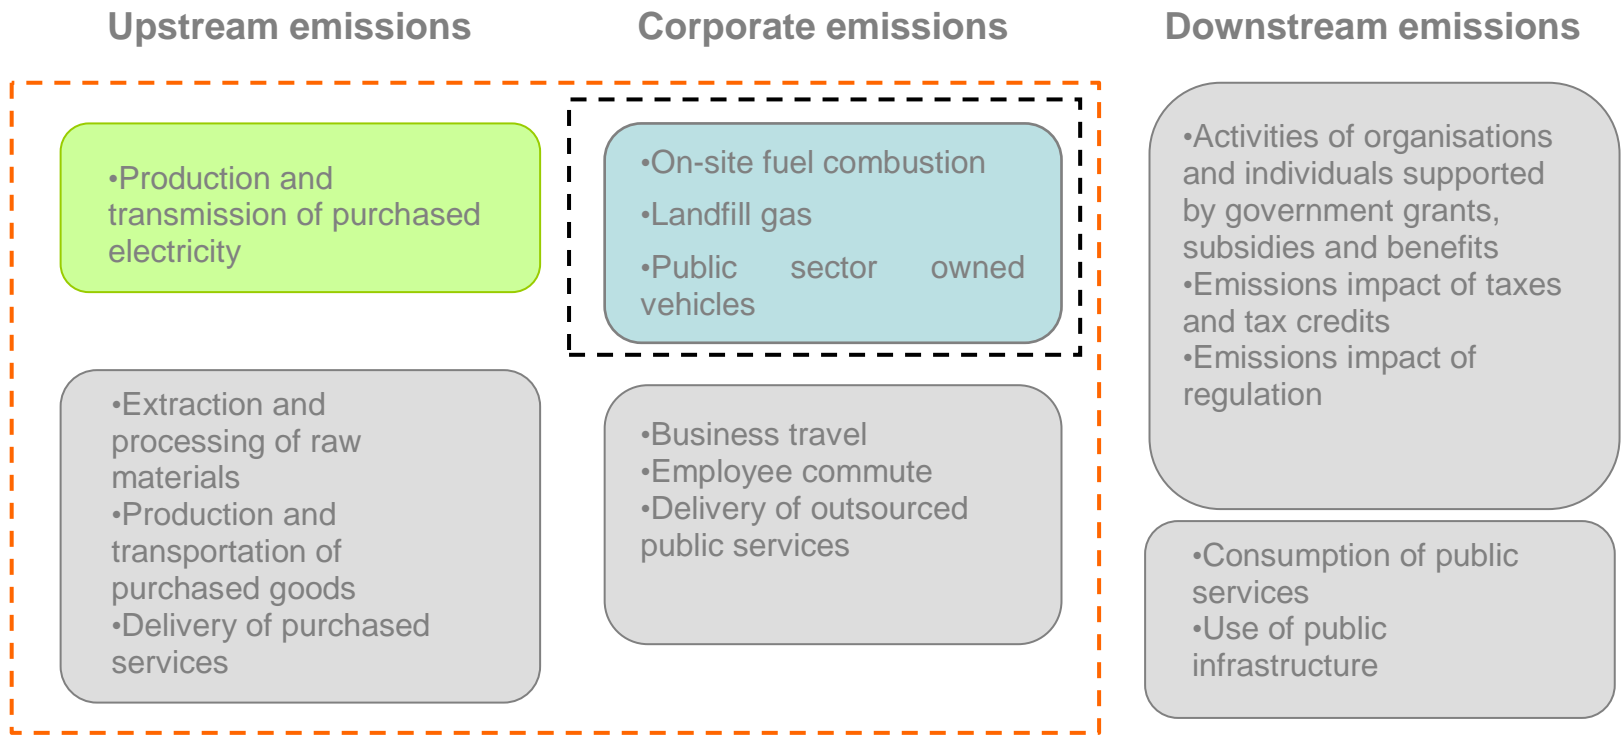 Upstream emissions
Corporate emissions
Downstream emissions
•Production and
transmission of purchased
electricity
•Extraction and
processing of raw
materials
•Production and
transportation of
purchased goods
•Delivery of purchased
services
•On-site fuel combustion
•Landfill gas
•Public sector owned
vehicles
•Business travel
•Employee commute
•Delivery of outsourced
public services
•Activities of organisations
and individuals supported
by government grants,
subsidies and benefits
•Emissions impact of taxes
and tax credits
•Emissions impact of
regulation
•Consumption of public
services
•Use of public
infrastructure